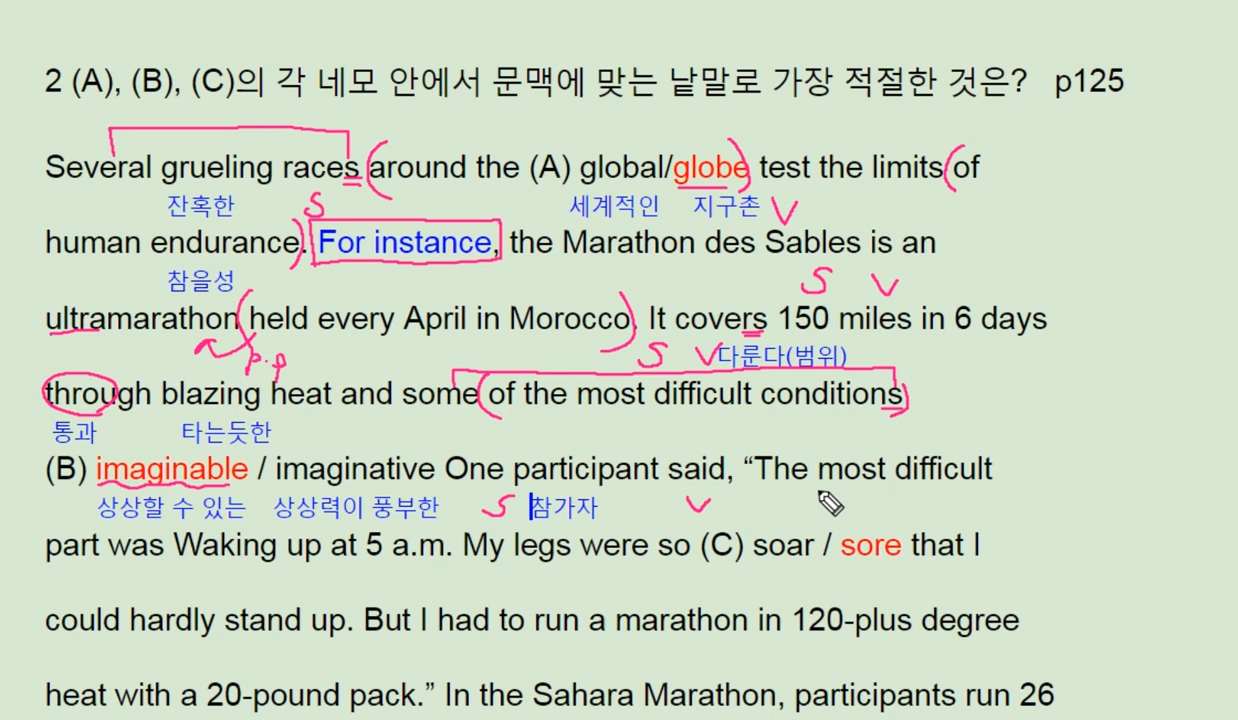 2 (A), (B), (C)의 각 네모 안에서 문맥에 맞는 낱말로 가장 적절한 것은? p125
Several grueling races around the (A) global/globe test the limits of
잔혹한 S 세계적인 지구촌 V
human endurance. For instance, the Marathon des Sables is an
참을성 S V
ultramarathon held every April in Morocco. It covers 150 miles in 6 days
p.p S V 다룬다(범위)
through blazing heat and some of the most difficult conditions
통과 타는듯한
(B) imaginable / imaginative One participant said, “The most difficult
상상할 수 있는 상상력이 풍부한 S 참가자 V
part was Waking up at 5 a.m. My legs were so (C) soar / sore that I
could hardly stand up. But I had to run a marathon in 120-plus degree
heat with a 20-pound pack.” In the Sahara Marathon, participants run 26